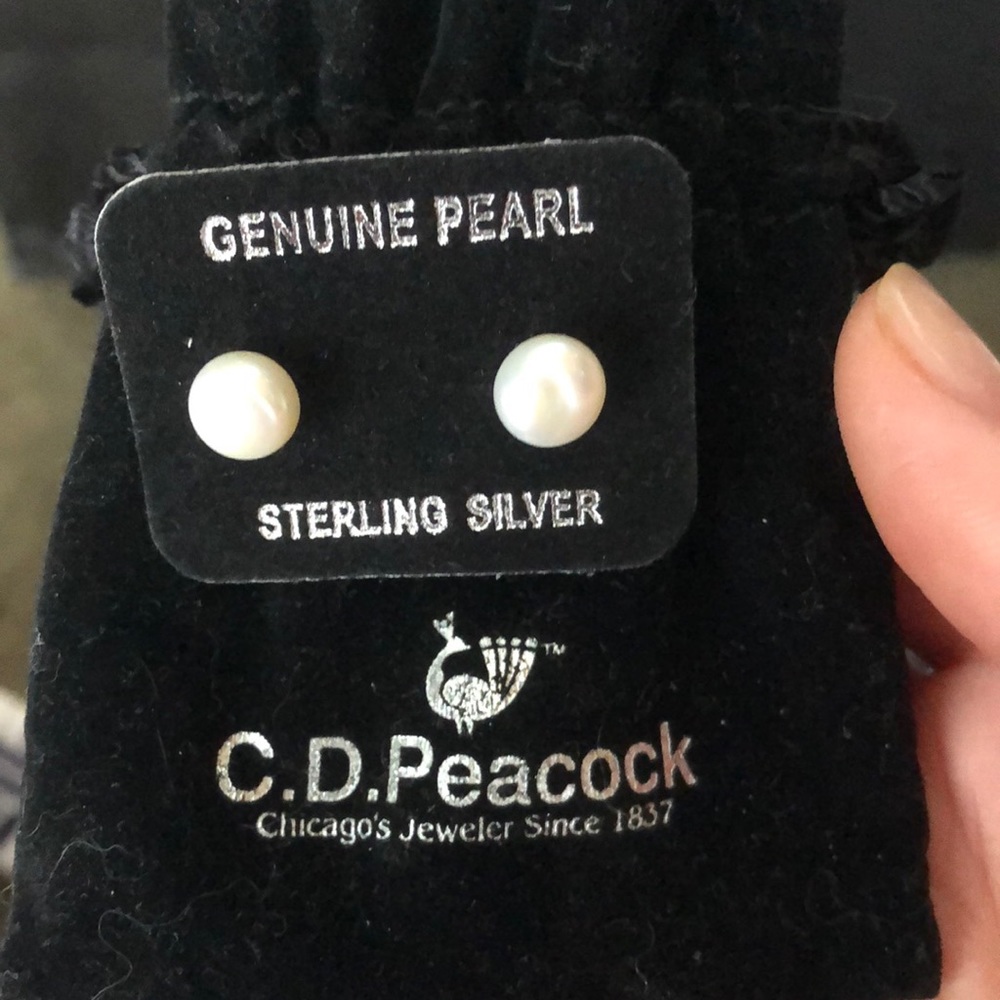 GENUINE PEARL
STERLING SILVER
TM
C.D.Peacock
Chicago's Jeweler Since 1837